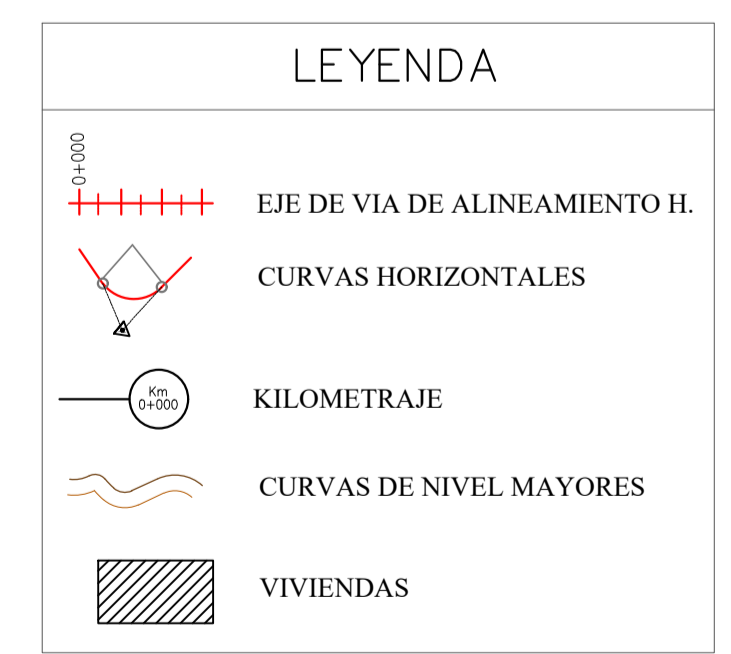 LEYENDA
0+000
EJE DE VIA DE ALINEAMIENTO H.
CURVAS HORIZONTALES
Km
0+000
KILOMETRAJE
CURVAS DE NIVEL MAYORES
VIVIENDAS